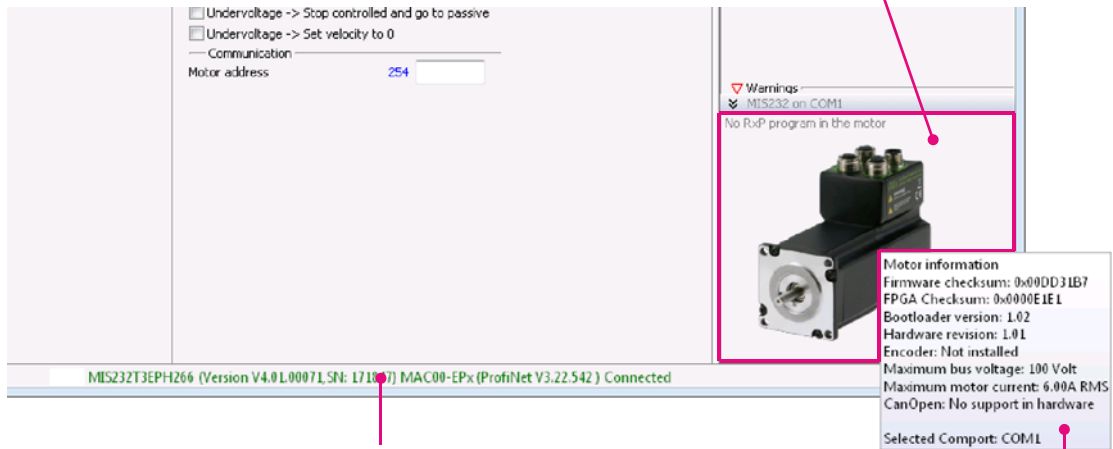 Undervoltage -> Stop controlled and go to passive
Undervoltage -> Set velocity to 0
Communication
Motor address 254
Warnings
MIS232 on COM1
No RxP program in the motor
Motor information
Firmware checksum: 0x00DD31B7
FPGA Checksum: 0x0000E1E1
Bootloader version: 1.02
Hardware revision: 1.01
Encoder: Not installed
Maximum bus voltage: 100 Volt
Maximum motor current: 6.00A RMS
CanOpen: No support in hardware
Selected Comport: COM1
MIS232T3EPH266 (Version V4.01.00071, SN: MAC00-EPx (ProfiNet V3.22.542 ) Connected